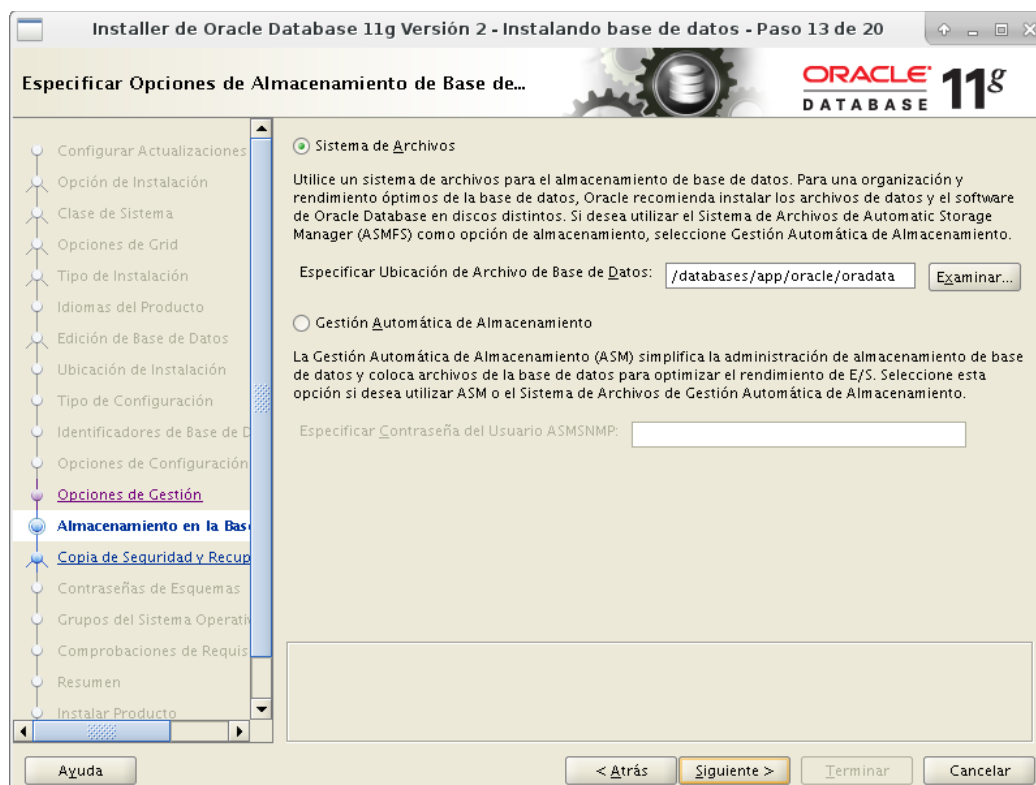 Installer de Oracle Database 11g Versión 2 - Instalando base de datos - Paso 13 de 20
Especificar Opciones de Almacenamiento de Base de...
ORACLE
DATABASE 11g
Configurar Actualizaciones
Opción de Instalación
Clase de Sistema
Opciones de Grid
Tipo de Instalación
Idiomas del Producto
Edición de Base de Datos
Ubicación de Instalación
Tipo de Configuración
Identificadores de Base de D
Opciones de Configuración
Opciones de Gestión
Almacenamiento en la Base
Copia de Seguridad y Recup
Contraseñas de Esquemas
Grupos del Sistema Operativ
Comprobaciones de Requis
Resumen
Instalar Producto
Sistema de Archivos
Utilice un sistema de archivos para el almacenamiento de base de datos. Para una organización y
rendimiento óptimos de la base de datos, Oracle recomienda instalar los archivos de datos y el software
de Oracle Database en discos distintos. Si desea utilizar el Sistema de Archivos de Automatic Storage
Manager (ASMFS) como opción de almacenamiento, seleccione Gestión Automática de Almacenamiento.
Especificar Ubicación de Archivo de Base de Datos: /databases/app/oracle/oradata Examinar...
Gestión Automática de Almacenamiento
La Gestión Automática de Almacenamiento (ASM) simplifica la administración de almacenamiento de base
de datos y coloca archivos de la base de datos para optimizar el rendimiento de E/S. Seleccione esta
opción si desea utilizar ASM o el Sistema de Archivos de Gestión Automática de Almacenamiento.
Especificar Contraseña del Usuario ASMSNMP:
Ayuda < Atrás Siguiente > Terminar Cancelar